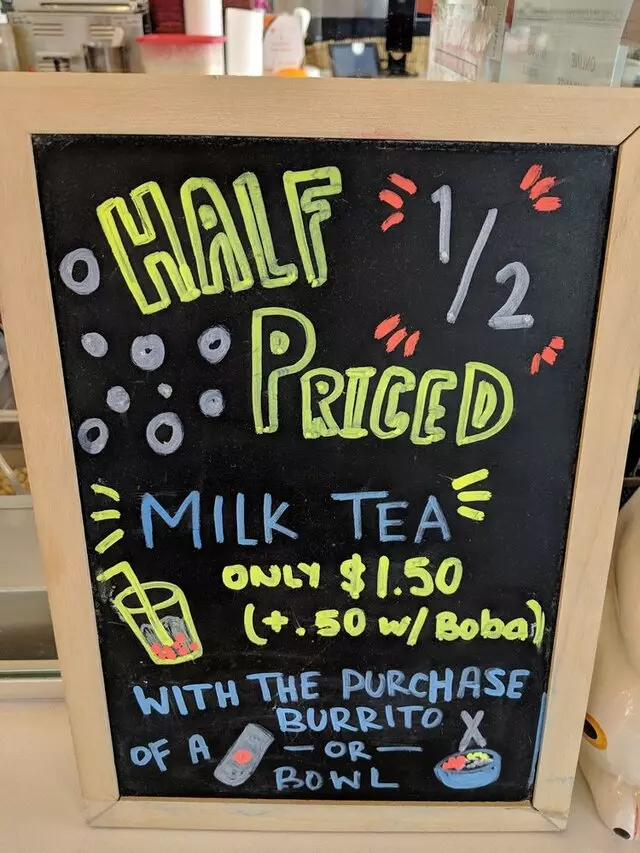 HALF 1/2
PRICED
MILK TEA
ONLY $1.50
(+.50 w/ Boba)
WITH THE PURCHASE
OF A BURRITO
— OR —
BOWL